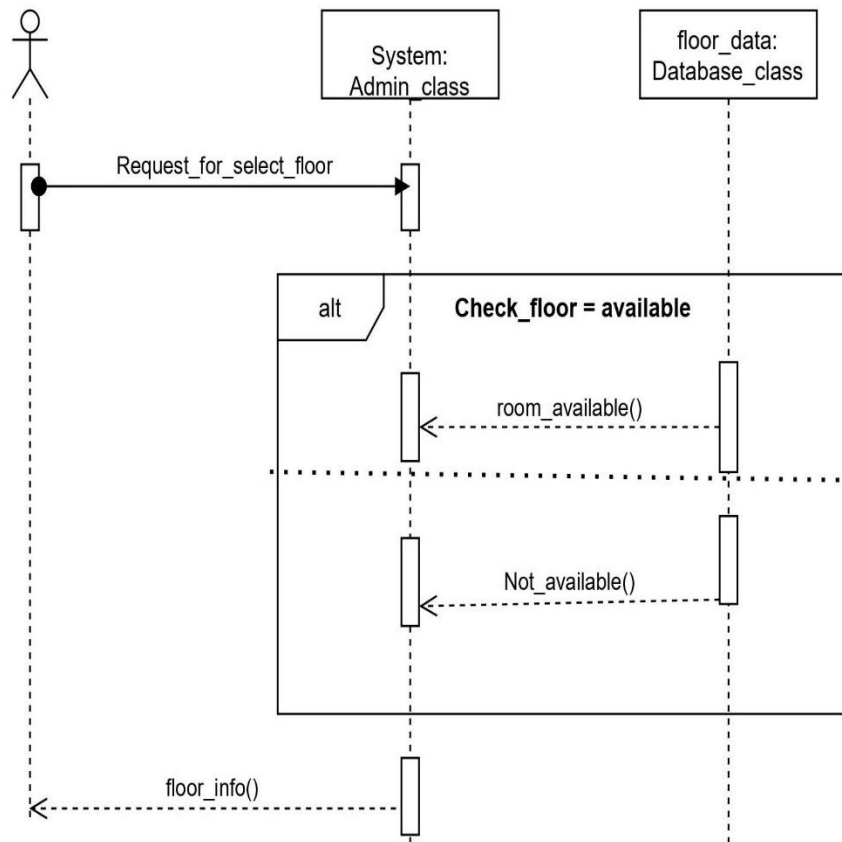 System:
Admin_class
floor_data:
Database_class
Request_for_select_floor
alt
Check_floor = available
room_available()
Not_available()
floor_info()